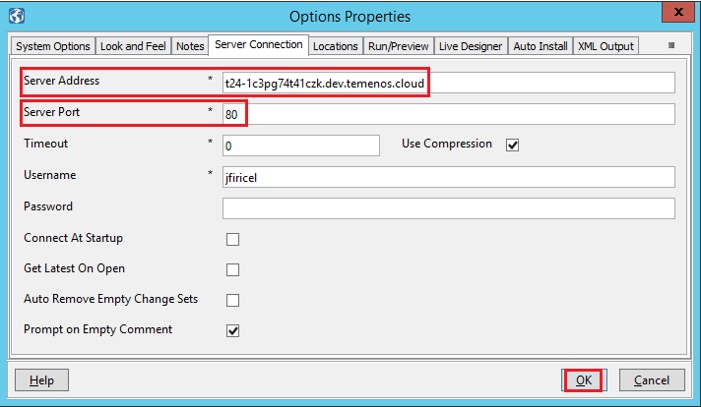 Options Properties
System Options Look and Feel Notes Server Connection Locations Run/Preview Live Designer Auto Install XML Output
Server Address * t24-1c3pg74t41czk.dev.temenos.cloud
Server Port * 80
Timeout * 0 Use Compression
Username * jfiricel
Password
Connect At Startup
Get Latest On Open
Auto Remove Empty Change Sets
Prompt on Empty Comment
Help OK Cancel